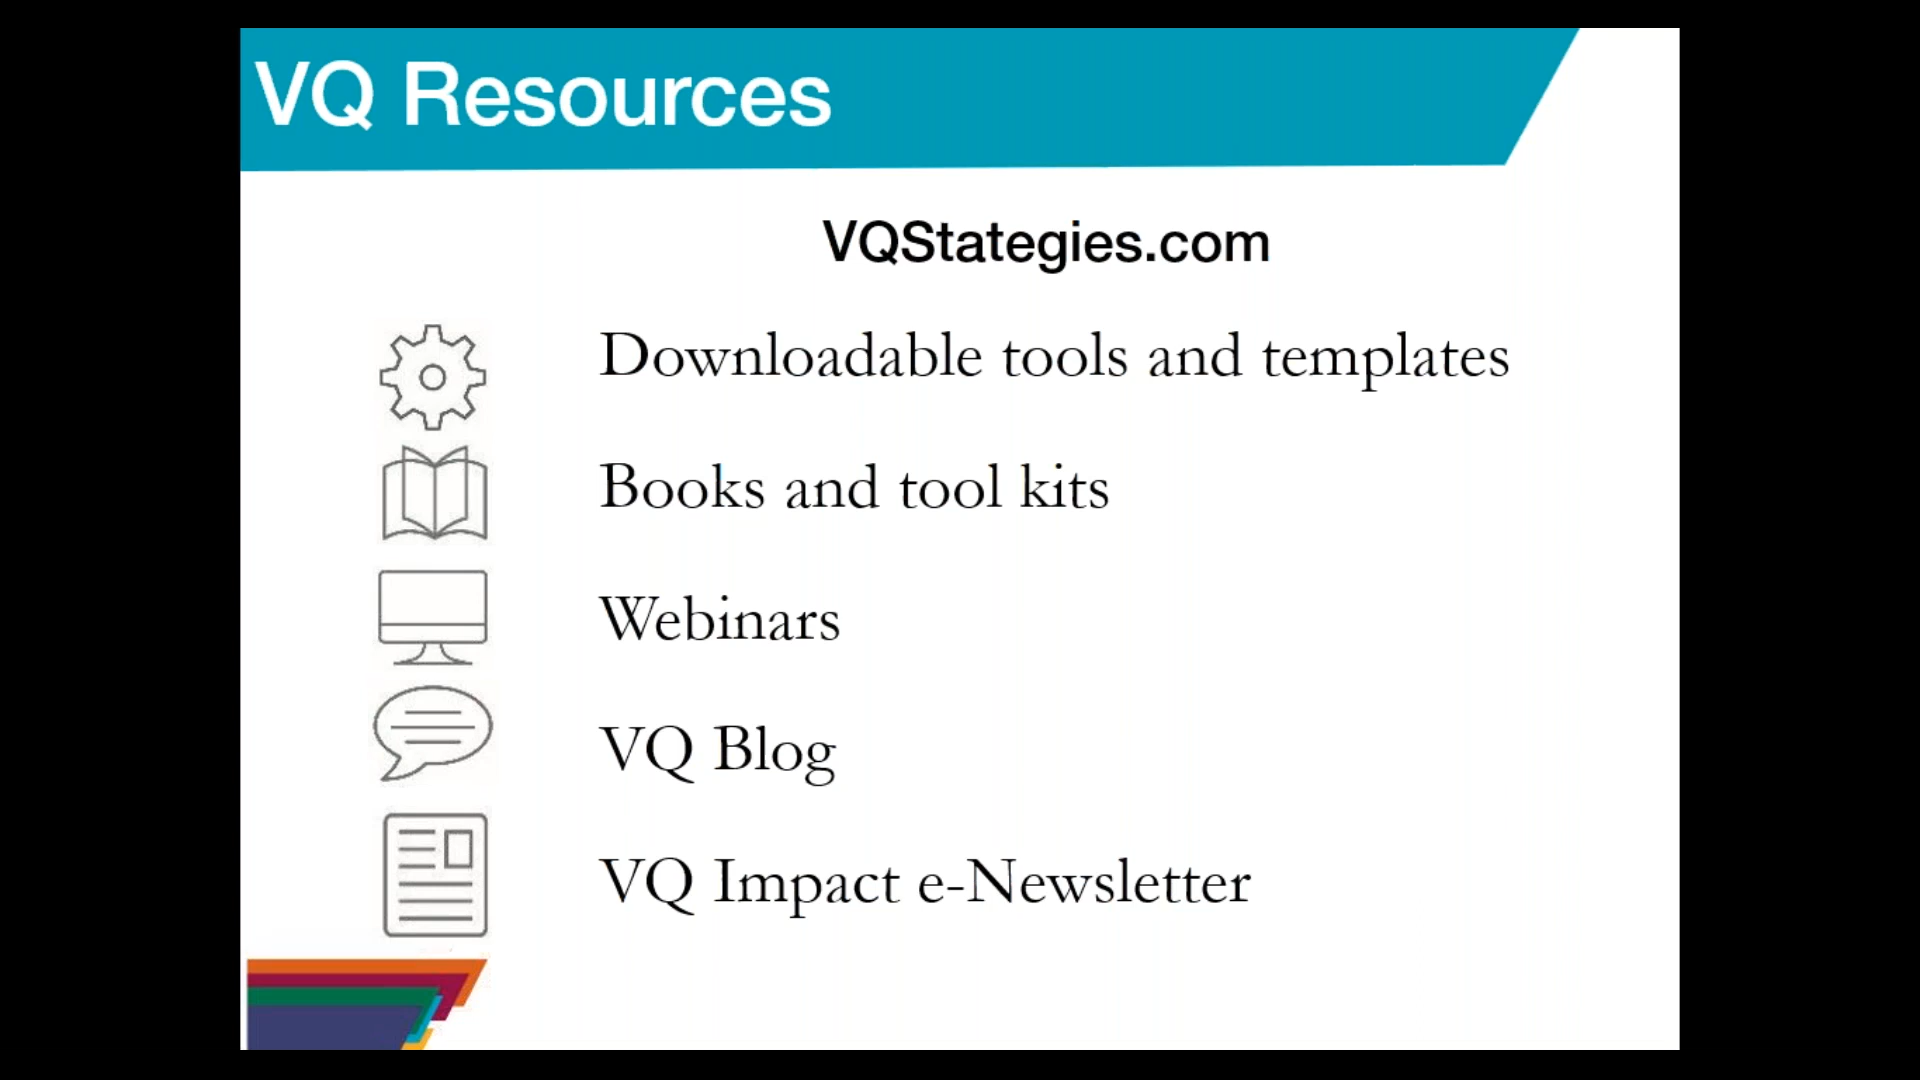 VQ Resources
VQStategies.com
Downloadable tools and templates
Books and tool kits
Webinars
VQ Blog
VQ Impact e-Newsletter